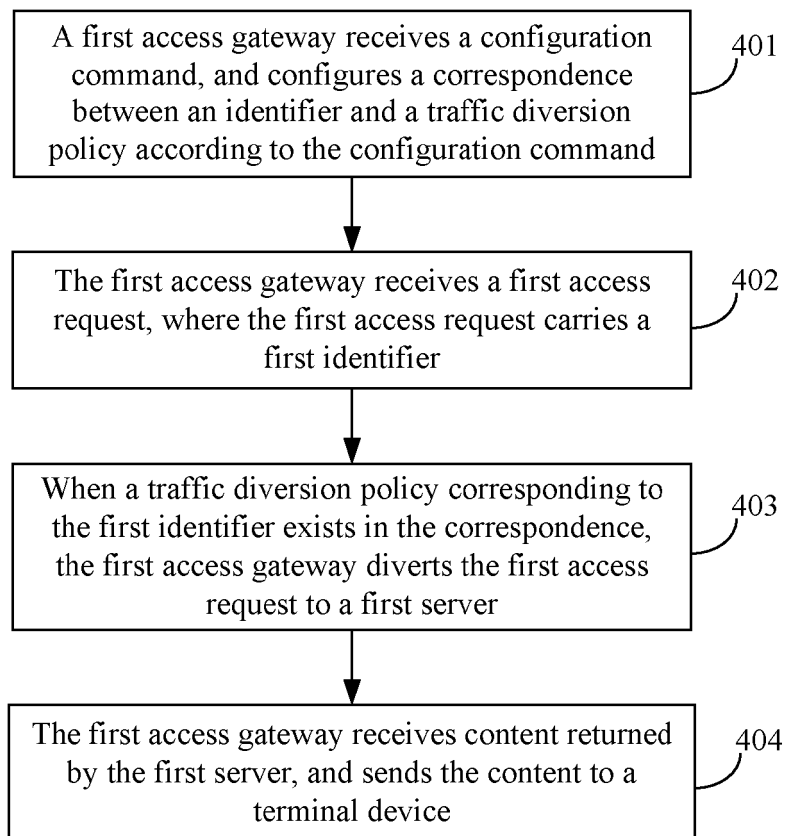 A first access gateway receives a configuration
command, and configures a correspondence
between an identifier and a traffic diversion
policy according to the configuration command
401
The first access gateway receives a first access
request, where the first access request carries a
first identifier
402
When a traffic diversion policy corresponding to
the first identifier exists in the correspondence,
the first access gateway diverts the first access
request to a first server
403
The first access gateway receives content returned
by the first server, and sends the content to a
terminal device
404